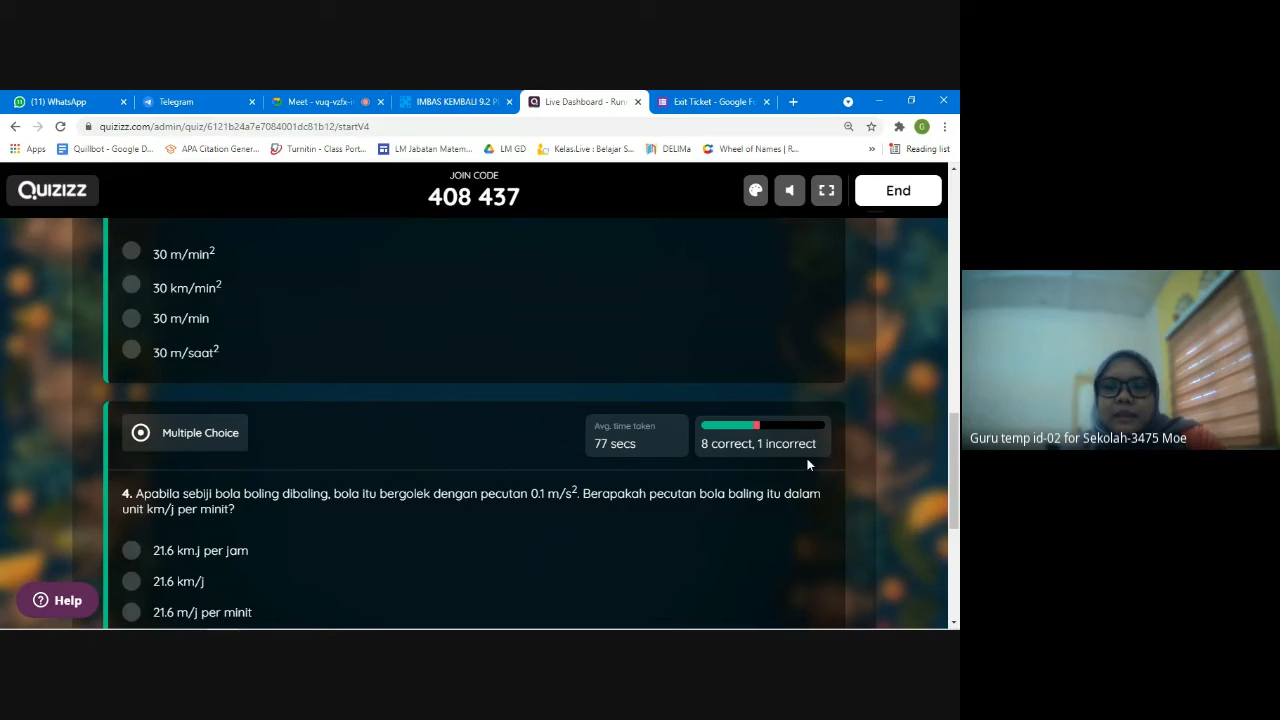 (11) WhatsApp
Telegram
Meet - vuq-vzfx-i
IMBAS KEMBALI 9.2 P
Live Dashboard - Run
Exit Ticket - Google F
quizizz.com/admin/quiz/6121b24a7e7084001dc81b12/startV4
Apps
Quillbot - Google D...
APA Citation Gener...
Turnitin - Class Port...
LM Jabatan Matem...
LM GD
Kelas.Live : Belajar S...
DELIMa
Wheel of Names | R...
»
Reading list
QUIZIZZ
JOIN CODE
408 437
End
30 m/min²
30 km/min²
30 m/min
30 m/saat²
Multiple Choice
Avg. time taken
77 secs
8 correct, 1 incorrect
4. Apabila sebiji bola boling dibaling, bola itu bergolek dengan pecutan 0.1 m/s². Berapakah pecutan bola baling itu dalam
unit km/j per minit?
21.6 km.j per jam
21.6 km/j
21.6 m/j per minit
Help
Guru temp id-02 for Sekolah-3475 Moe